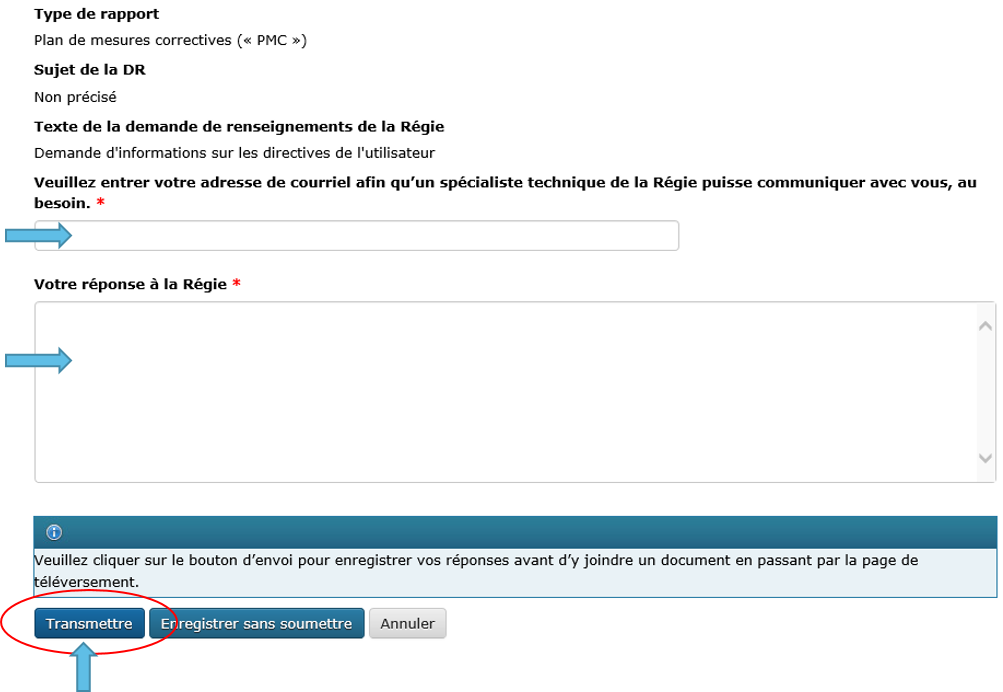 Type de rapport
Plan de mesures correctives (« PMC »)
Sujet de la DR
Non précisé
Texte de la demande de renseignements de la Régie
Demande d'informations sur les directives de l'utilisateur
Veuillez entrer votre adresse de courriel afin qu’un spécialiste technique de la Régie puisse communiquer avec vous, au
besoin. *
Votre réponse à la Régie *
Veuillez cliquer sur le bouton d’envoi pour enregistrer vos réponses avant d’y joindre un document en passant par la page de
téléversement.
Transmettre Enregistrer sans soumettre Annuler